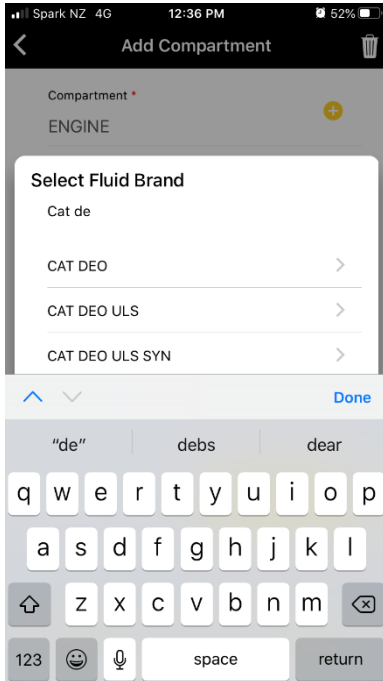 Spark NZ 4G 12:36 PM 52%
Add Compartment
Compartment *
ENGINE
Select Fluid Brand
Cat de
CAT DEO
CAT DEO ULS
CAT DEO ULS SYN
Done
“de” debs dear
q w e r t y u i o p
a s d f g h j k l
z x c v b n m
123 space return